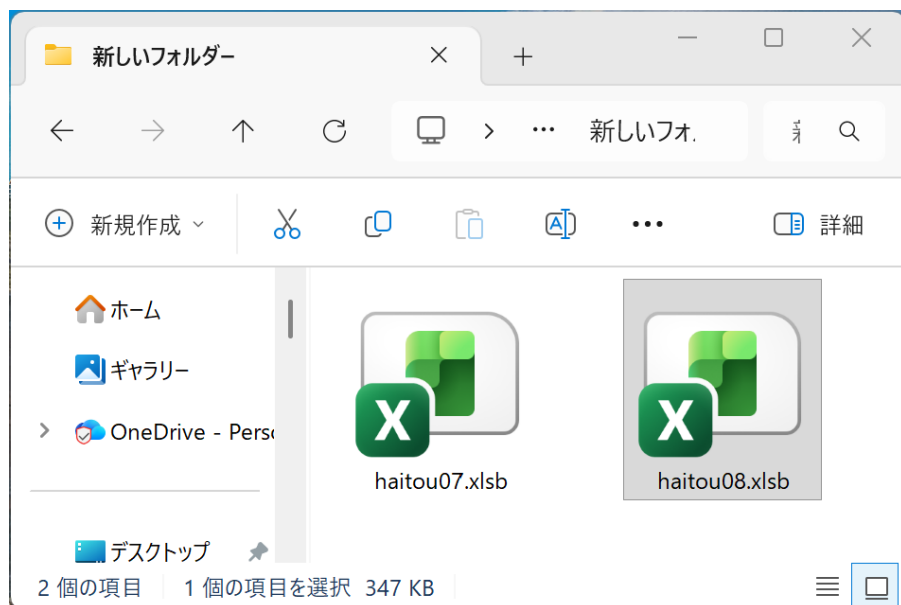 新しいフォルダー
新しいフォ.
新規作成
詳細
ホーム
ギャラリー
OneDrive - Pers
デスクトップ
haitou07.xlsb
haitou08.xlsb
2 個の項目
1 個の項目を選択 347 KB